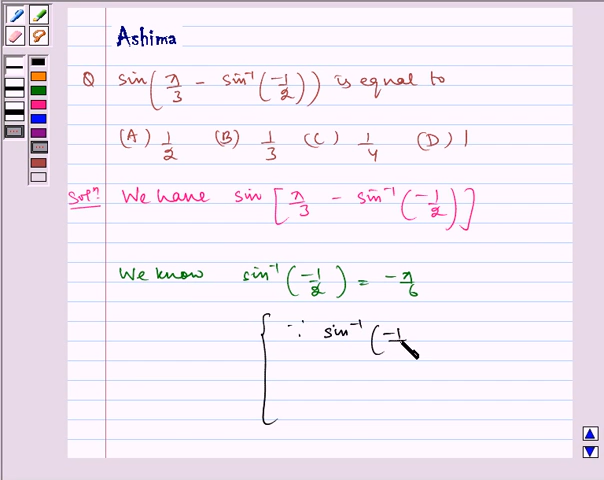 Ashima
Q sin(π/3 - sin⁻¹(-1/2)) is equal to
(A) 1/2 (B) 1/3 (C) 1/4 (D) 1
Solⁿ: We have sin[π/3 - sin⁻¹(-1/2)]
We know sin⁻¹(-1/2) = -π/6
{ ∵ sin⁻¹(-1/